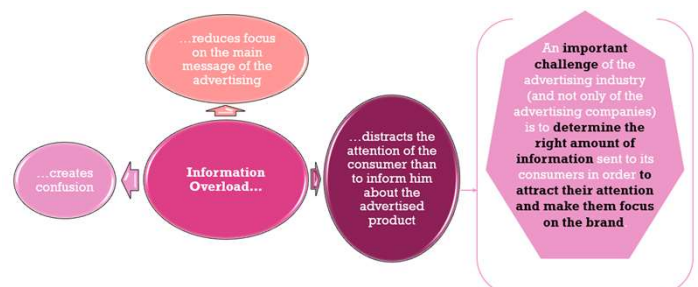 ...reduces focus
on the main
message of the
advertising
...creates
confusion
Information
Overload...
...distracts the
attention of the
consumer than
to inform him
about the
advertised
product
An important
challenge of the
advertising industry
(and not only of the
advertising companies)
is to determine the
right amount of
information sent to its
consumers in order to
attract their attention
and make them focus
on the brand